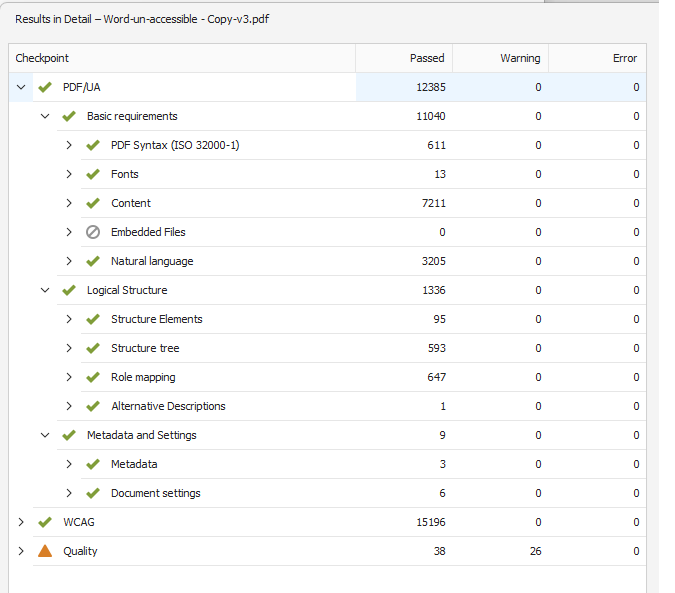 Results in Detail – Word-un-accessible - Copy-v3.pdf
Checkpoint Passed Warning Error
PDF/UA 12385 0 0
Basic requirements 11040 0 0
PDF Syntax (ISO 32000-1) 611 0 0
Fonts 13 0 0
Content 7211 0 0
Embedded Files 0 0 0
Natural language 3205 0 0
Logical Structure 1336 0 0
Structure Elements 95 0 0
Structure tree 593 0 0
Role mapping 647 0 0
Alternative Descriptions 1 0 0
Metadata and Settings 9 0 0
Metadata 3 0 0
Document settings 6 0 0
WCAG 15196 0 0
Quality 38 26 0